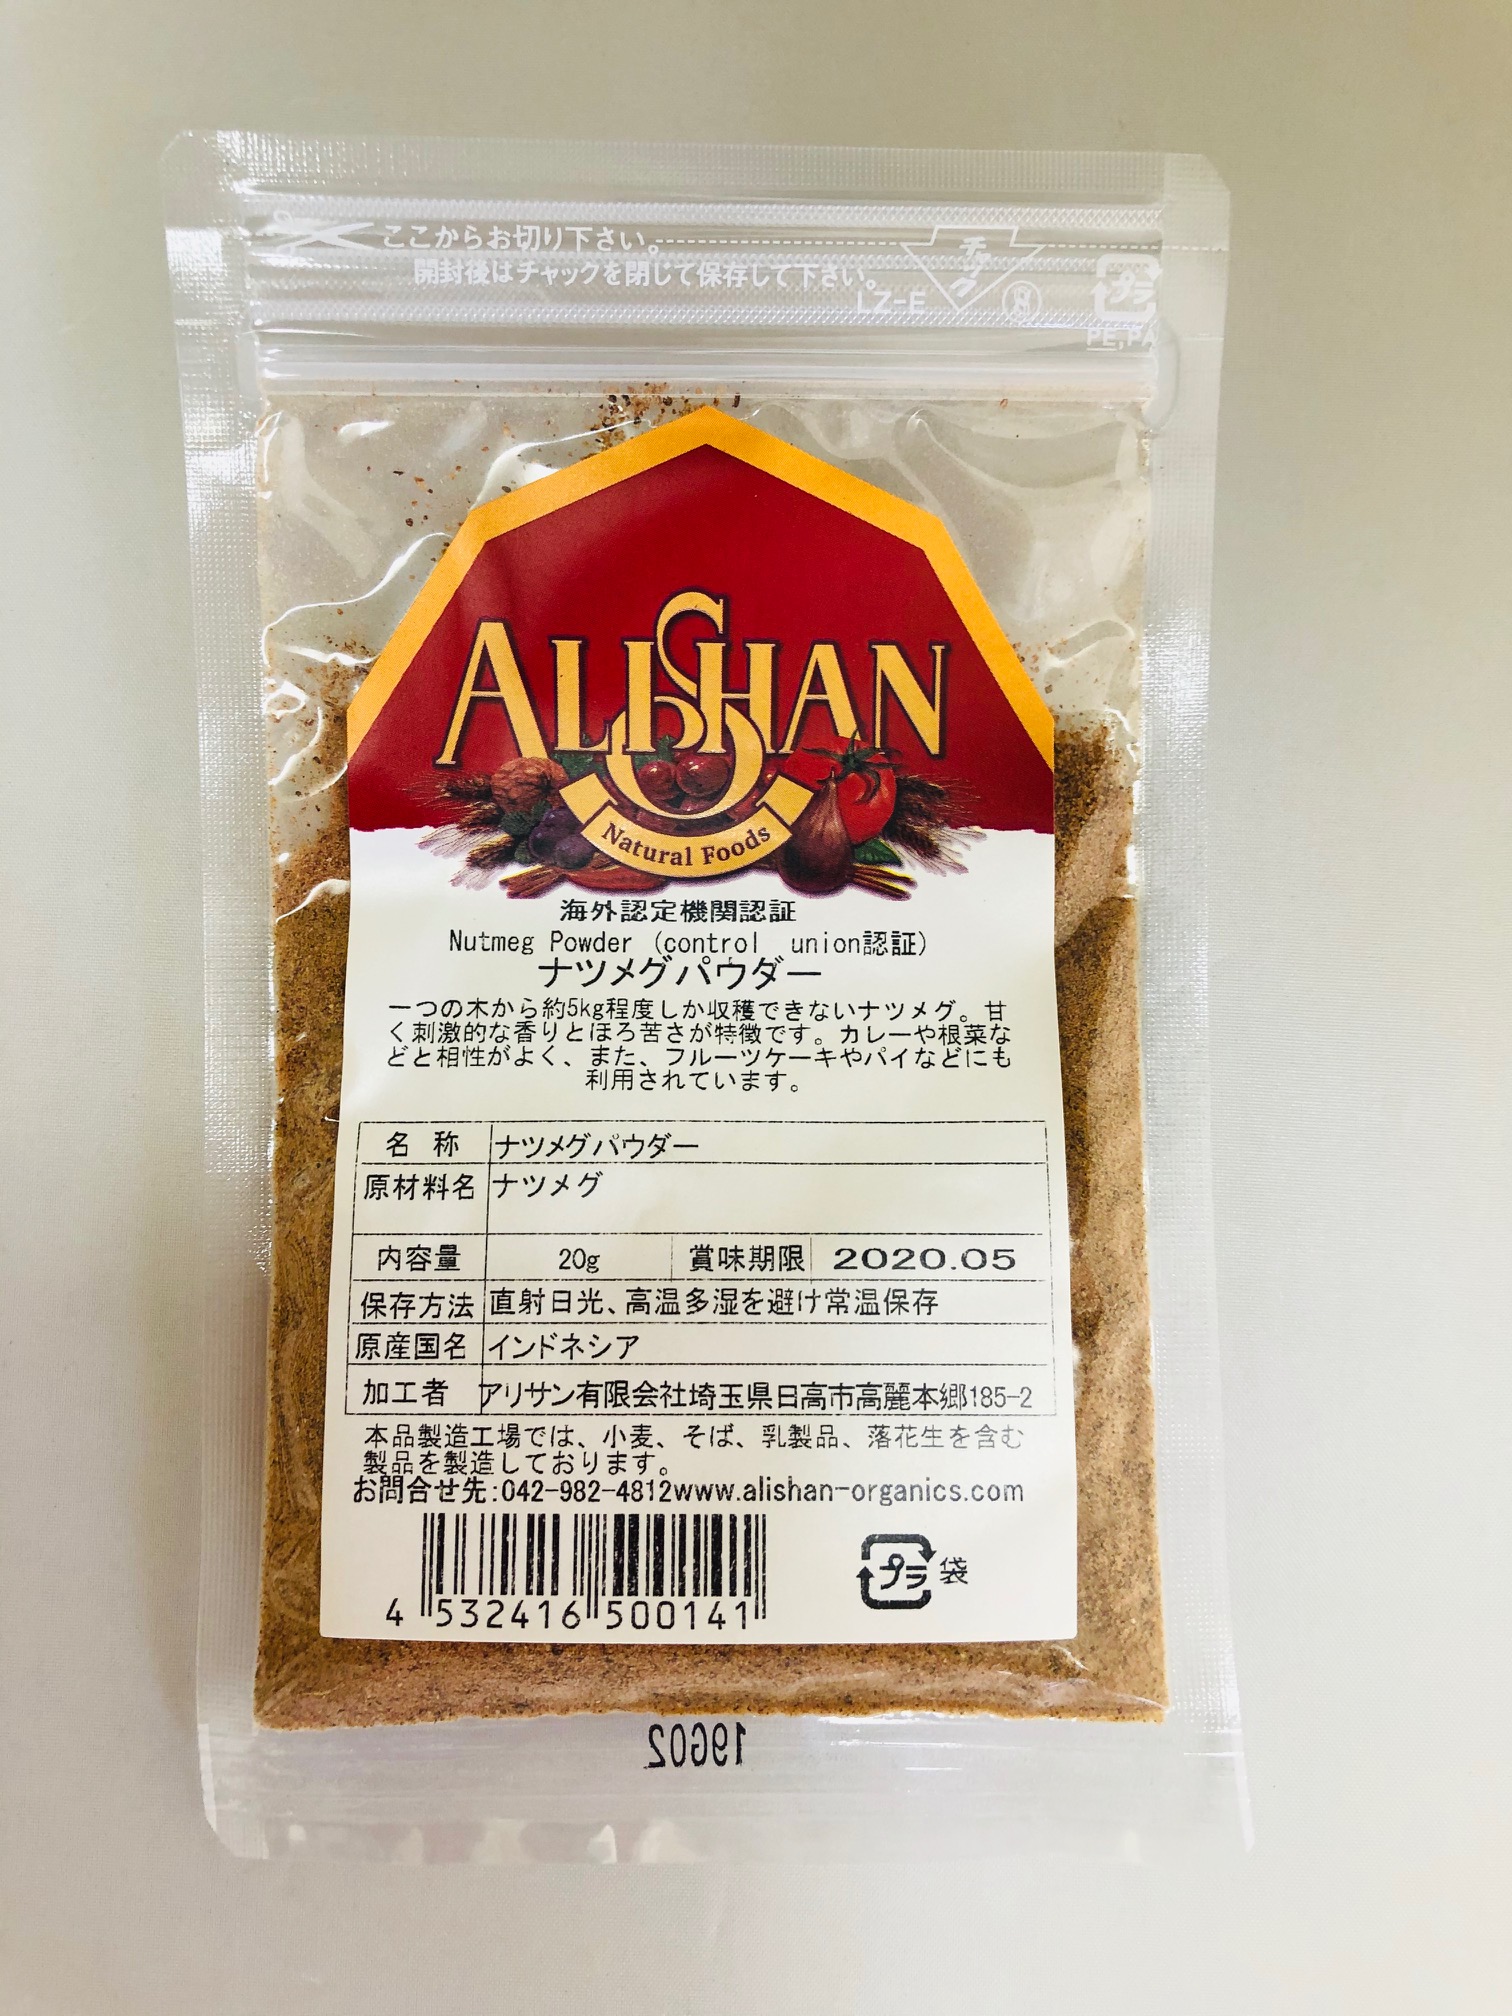 ここからお切り下さい。
開封後はチャックを閉じて保存して下さい。
チャック
LZ-E
プラ
PE,PA
ALISHAN
Natural Foods
海外認定機関認証
Nutmeg Powder (control union認証)
ナツメグパウダー
一つの木から約5kg程度しか収穫できないナツメグ。甘
く刺激的な香りとほろ苦さが特徴です。カレーや根菜な
どと相性がよく、また、フルーツケーキやパイなどにも
利用されています。
名 称 ナツメグパウダー
原材料名 ナツメグ
内容量 20g 賞味期限 2020.05
保存方法 直射日光、高温多湿を避け常温保存
原産国名 インドネシア
加工者 アリサン有限会社埼玉県日高市高麗本郷185-2
本品製造工場では、小麦、そば、乳製品、落花生を含む
製品を製造しております。
お問合せ先:042-982-4812www.alishan-organics.com
4 532416 500141
プラ 袋
19G02